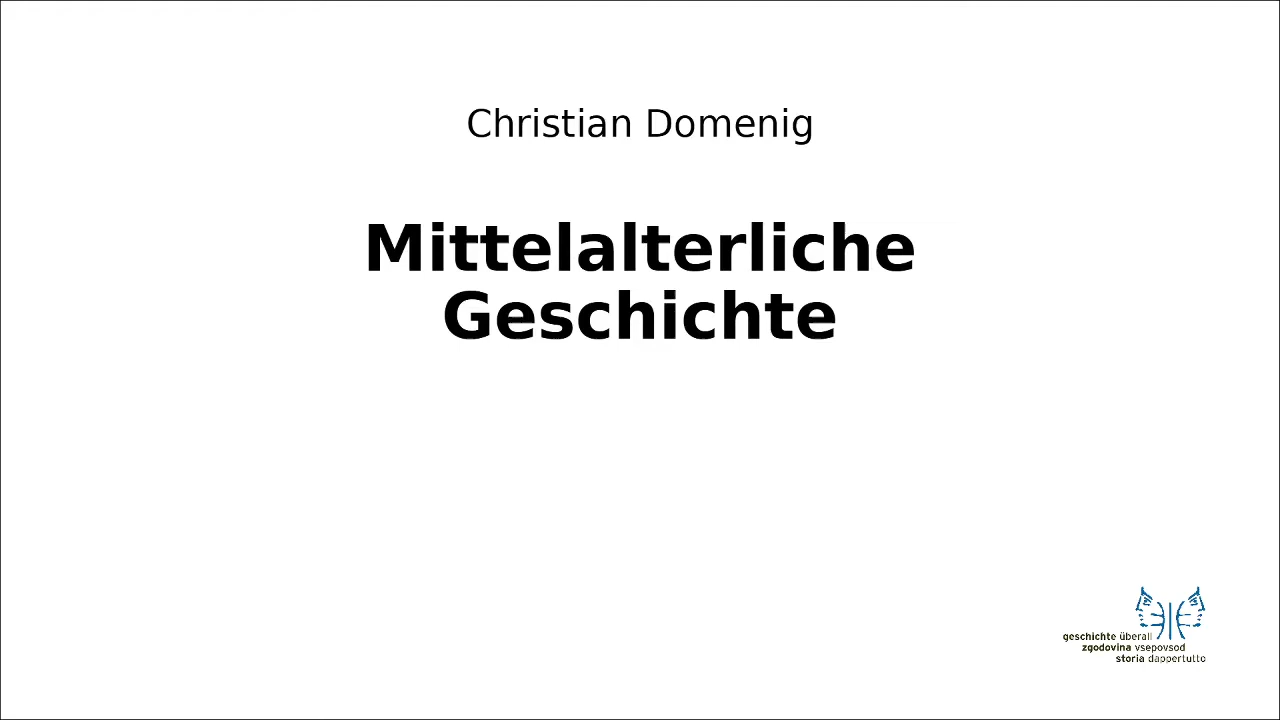 Christian Domenig
Mittelalterliche
Geschichte
geschichte überall
zgodovina vsepovsod
storia dappertutto